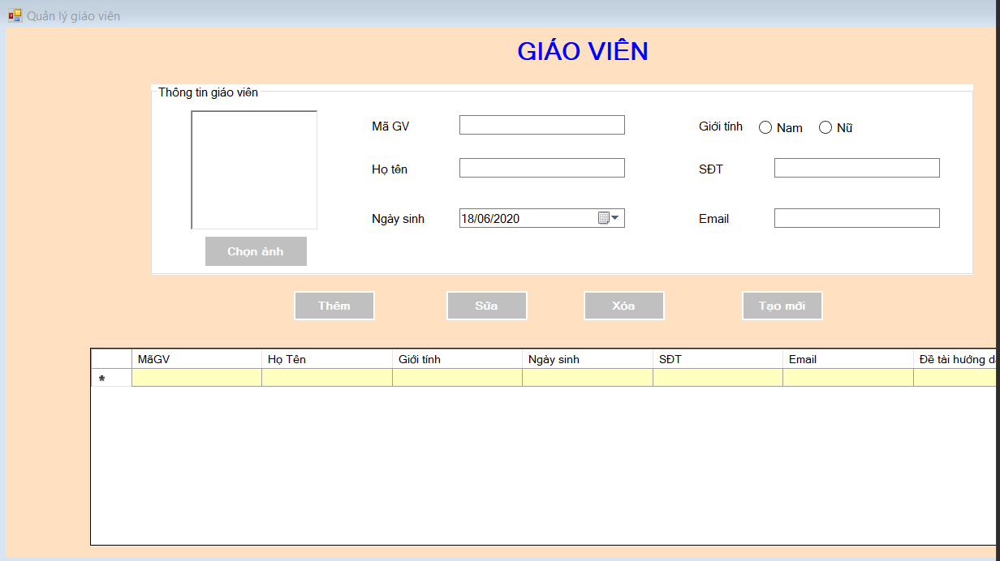 Quản lý giáo viên
GIÁO VIÊN
Thông tin giáo viên
Mã GV
Giới tính Nam Nữ
Họ tên
SĐT
Ngày sinh 18/06/2020
Email
Chọn ảnh
Thêm Sửa Xóa Tạo mới
MãGV Họ Tên Giới tính Ngày sinh SĐT Email Đề tài hướng
*